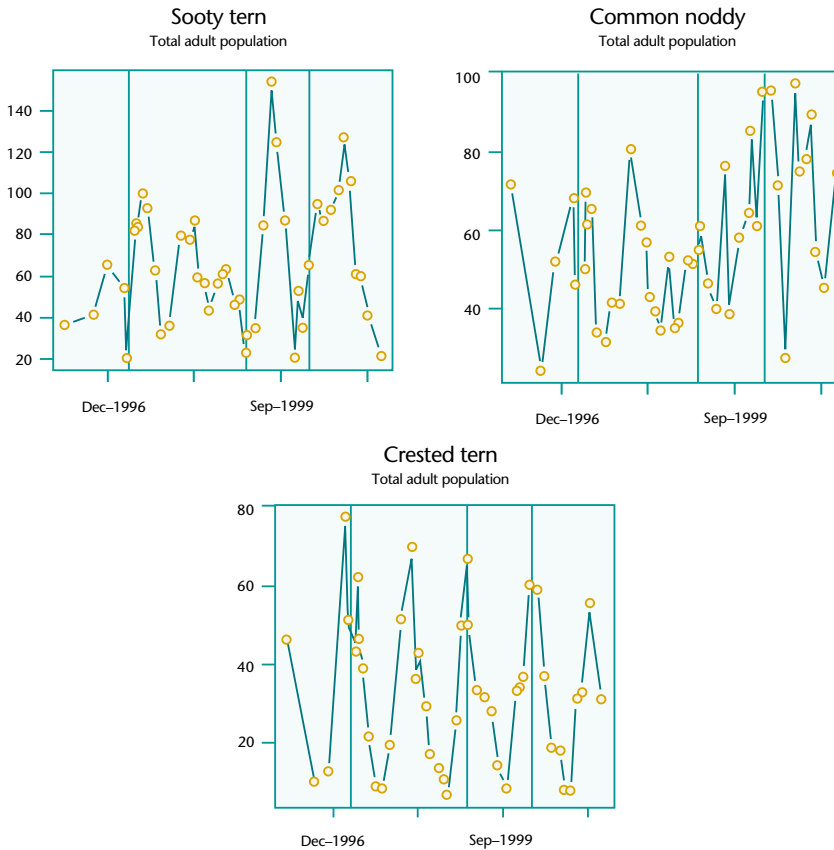 Sooty tern
Total adult population
140
120
100
80
60
40
20
Dec–1996
Sep–1999
Common noddy
Total adult population
100
80
60
40
Dec–1996
Sep–1999
Crested tern
Total adult population
80
60
40
20
Dec–1996
Sep–1999